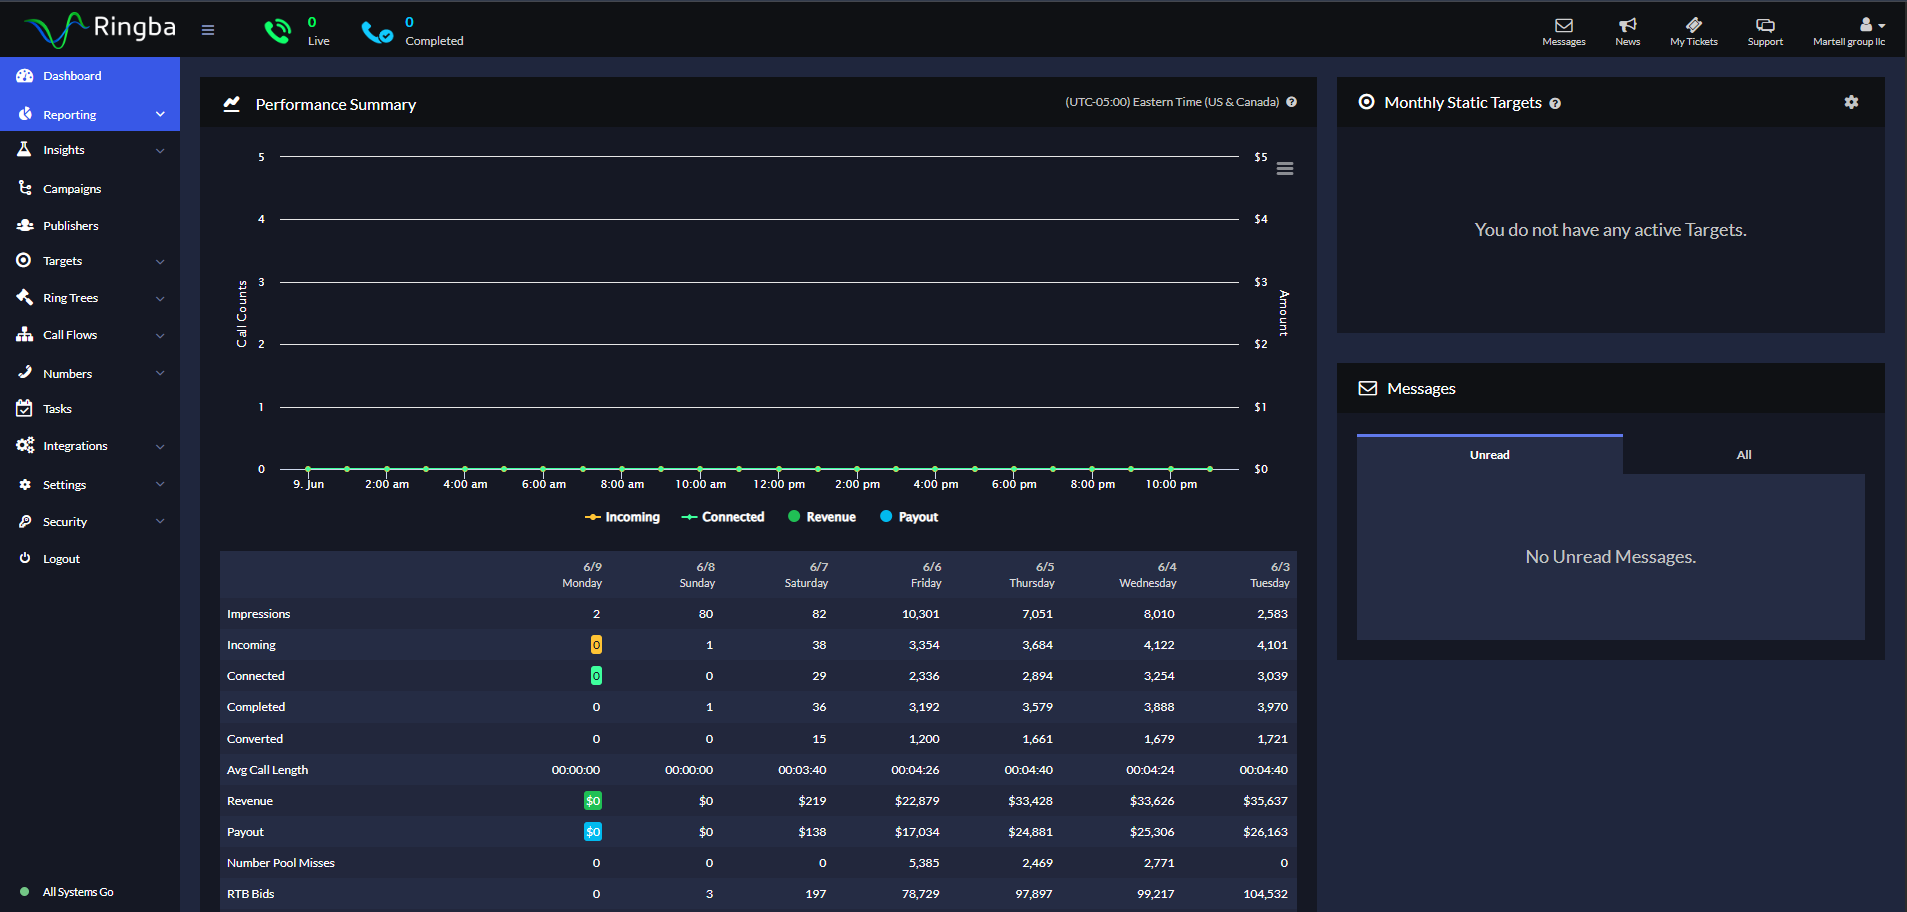 Ringba
0
Live
0
Completed
Messages
News
My Tickets
Support
Martell group llc
Dashboard
Reporting
Insights
Campaigns
Publishers
Targets
Ring Trees
Call Flows
Numbers
Tasks
Integrations
Settings
Security
Logout
All Systems Go
Performance Summary
(UTC-05:00) Eastern Time (US & Canada)
5 $5
4 $4
3 $3
2 $2
1 $1
0 $0
Call Counts
Amount
9. Jun 2:00 am 4:00 am 6:00 am 8:00 am 10:00 am 12:00 pm 2:00 pm 4:00 pm 6:00 pm 8:00 pm 10:00 pm
Incoming Connected Revenue Payout
6/9 6/8 6/7 6/6 6/5 6/4 6/3
Monday Sunday Saturday Friday Thursday Wednesday Tuesday
Impressions 2 80 82 10,301 7,051 8,010 2,583
Incoming 0 1 38 3,354 3,684 4,122 4,101
Connected 0 0 29 2,336 2,894 3,254 3,039
Completed 0 1 36 3,192 3,579 3,888 3,970
Converted 0 0 15 1,200 1,661 1,679 1,721
Avg Call Length 00:00:00 00:00:00 00:03:40 00:04:26 00:04:40 00:04:24 00:04:40
Revenue $0 $0 $219 $22,879 $33,428 $33,626 $35,637
Payout $0 $0 $138 $17,034 $24,881 $25,306 $26,163
Number Pool Misses 0 0 0 5,385 2,469 2,771 0
RTB Bids 0 3 197 78,729 97,897 99,217 104,532
Monthly Static Targets
You do not have any active Targets.
Messages
Unread All
No Unread Messages.